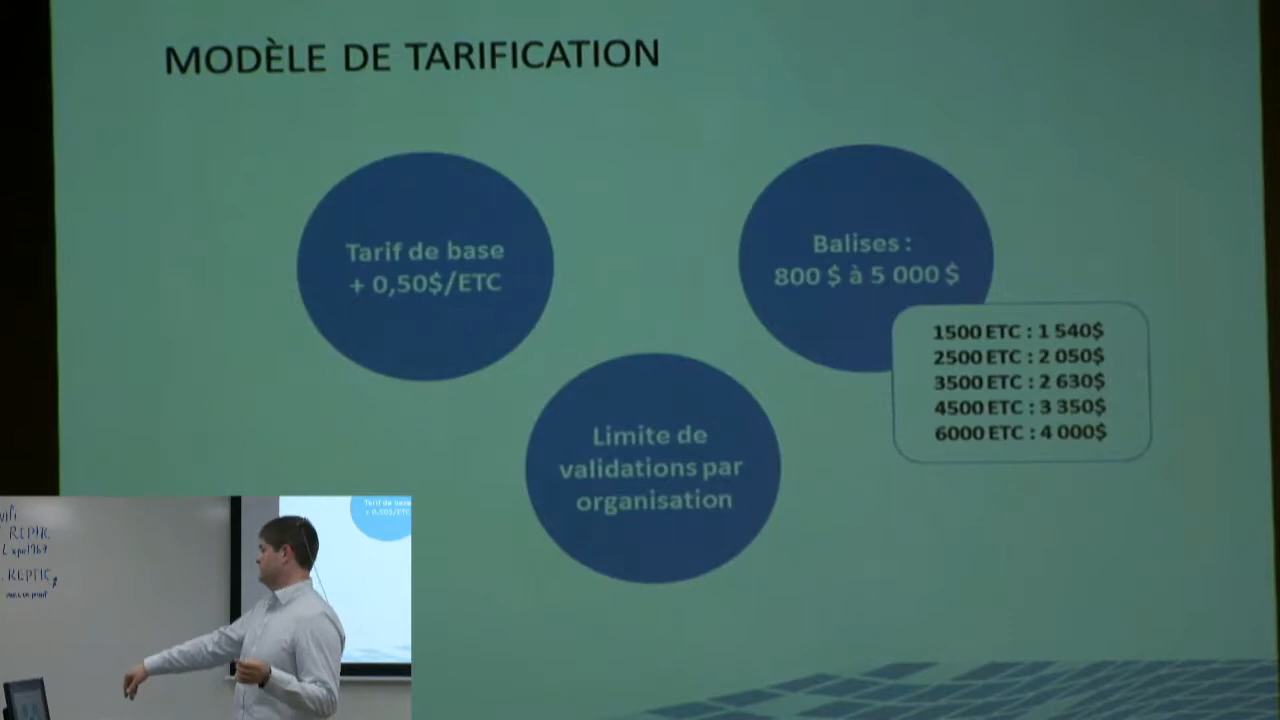 MODÈLE DE TARIFICATION
Tarif de base
+ 0,50$/ETC
Balises :
800 $ à 5 000 $
1500 ETC : 1 540$
2500 ETC : 2 050$
3500 ETC : 2 630$
4500 ETC : 3 350$
6000 ETC : 4 000$
Limite de
validations par
organisation
Tarif de base
+ 0,50$/ETC
REPTIC
REPTIC